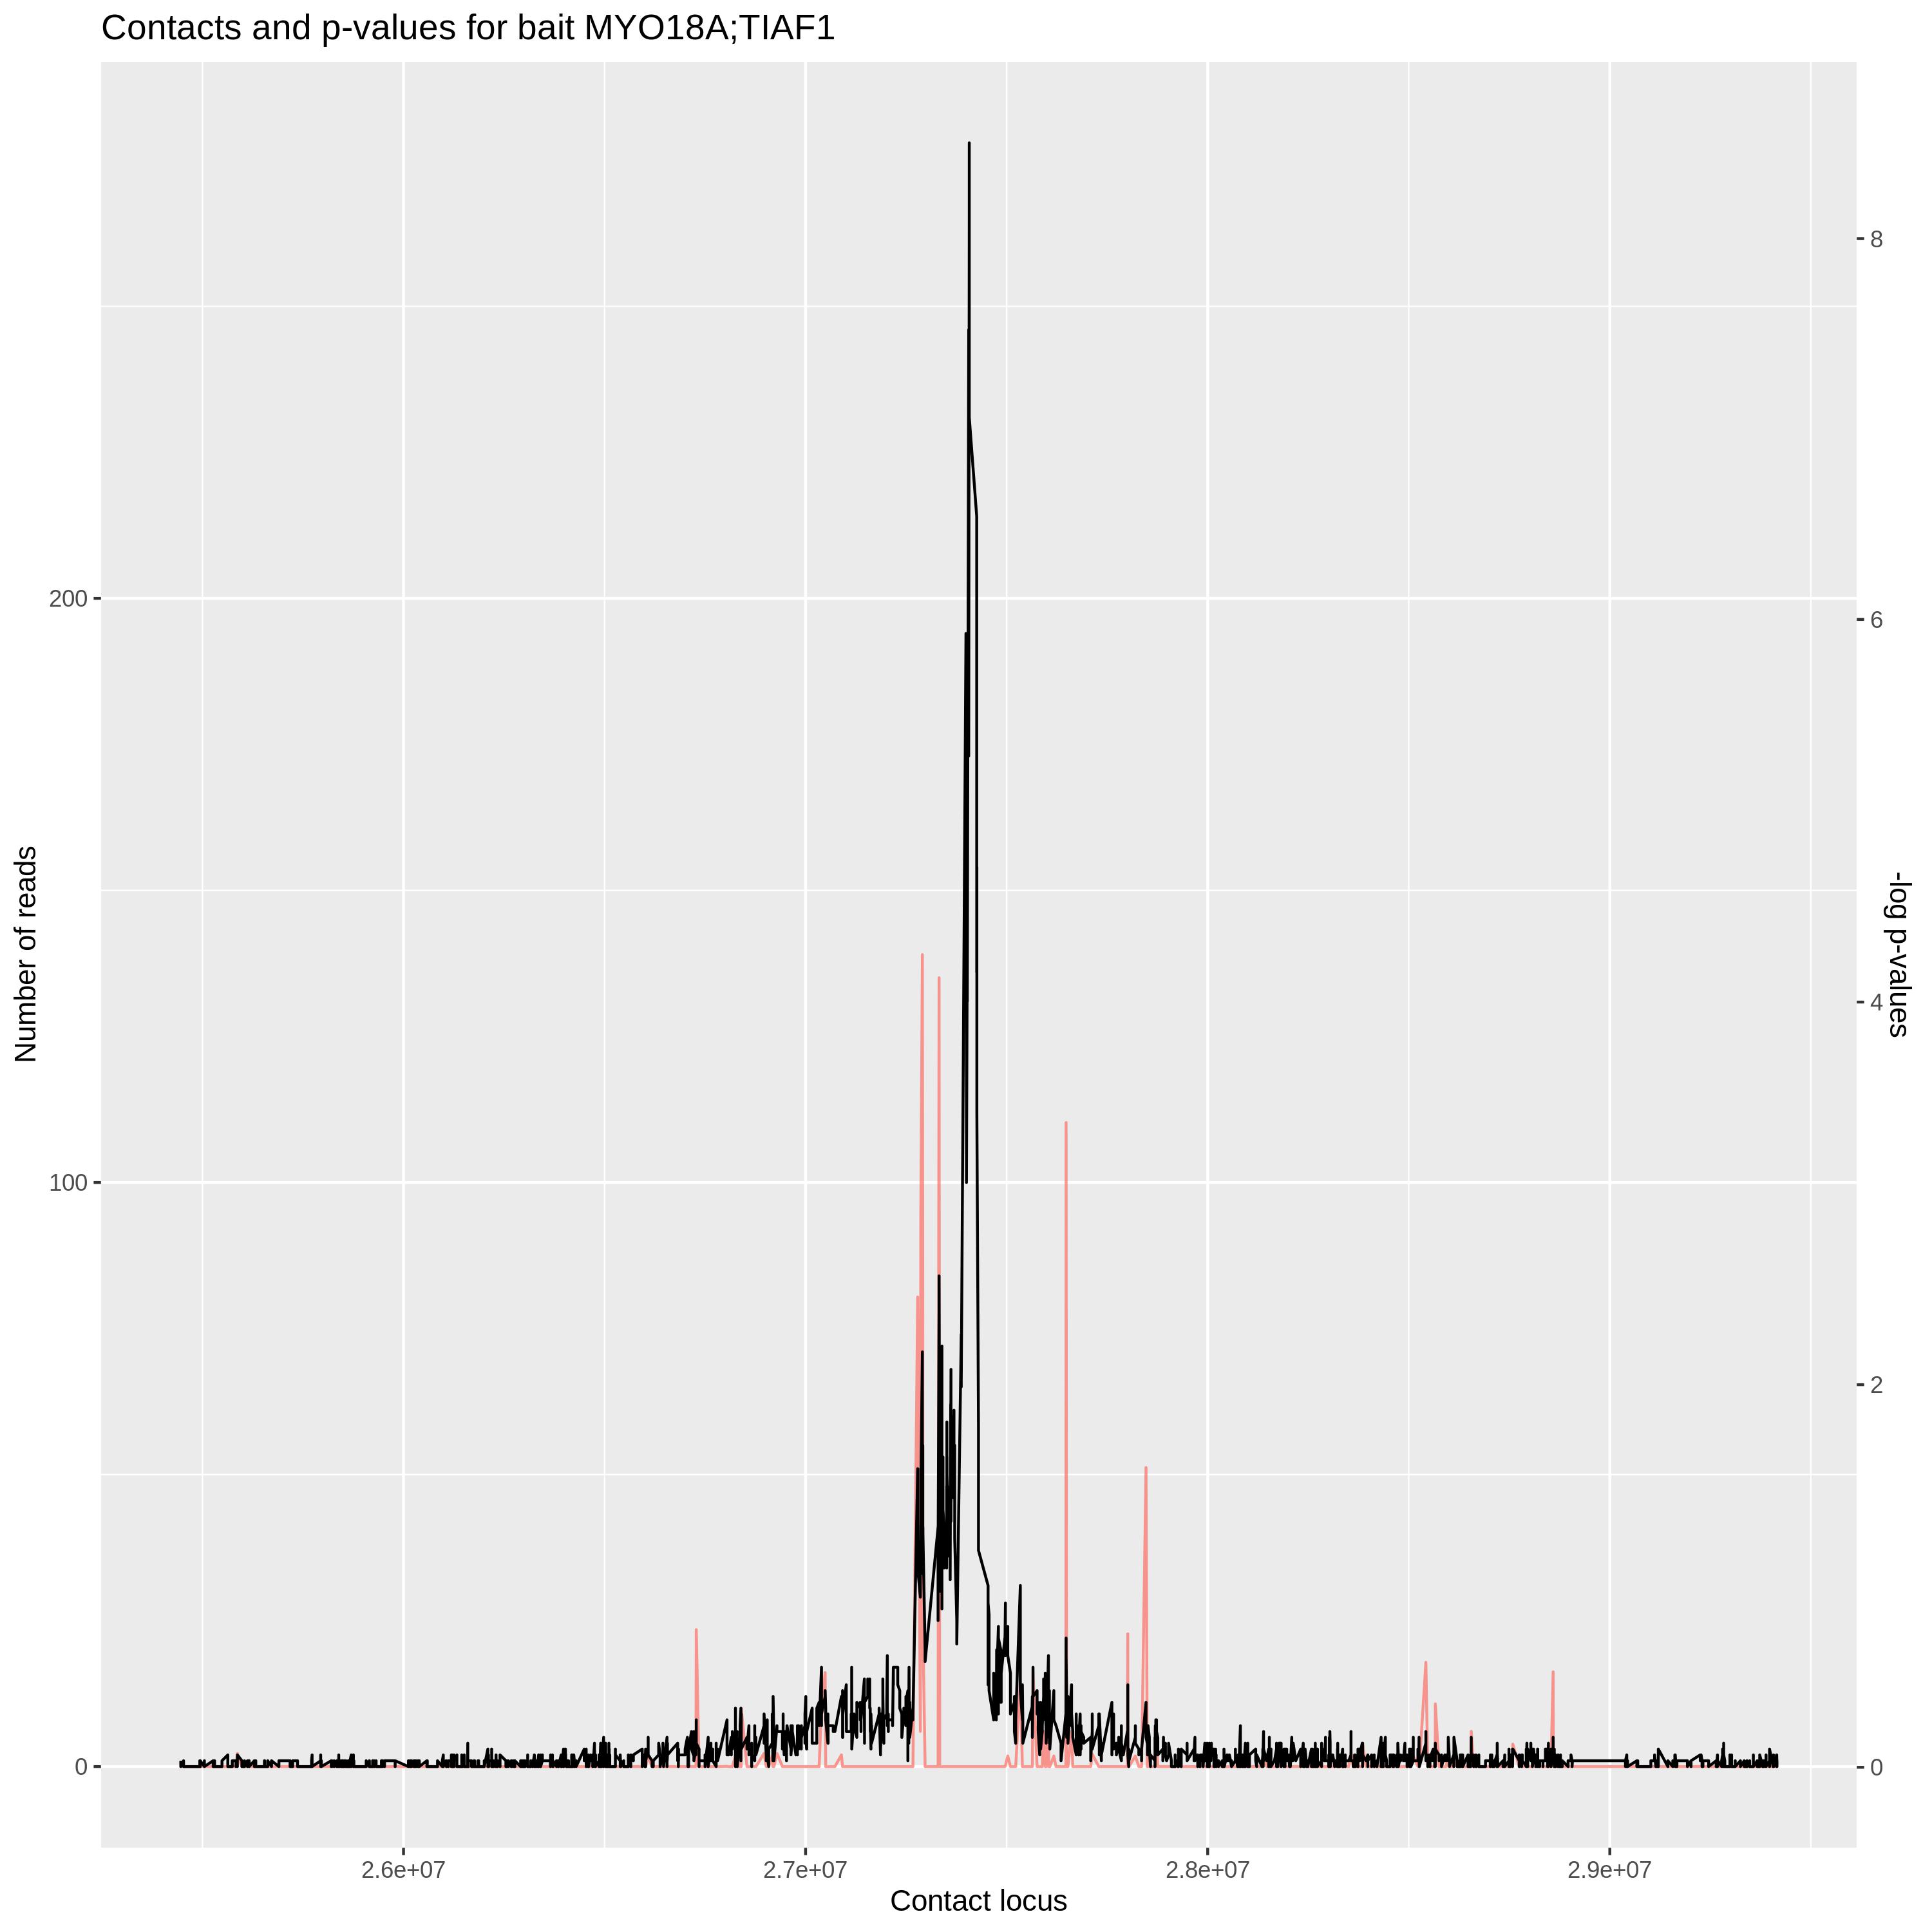 Contacts and p-values for bait MYO18A;TIAF1
Number of reads
200
100
0
-log p-values
8
6
4
2
0
2.6e+07
2.7e+07
2.8e+07
2.9e+07
Contact locus